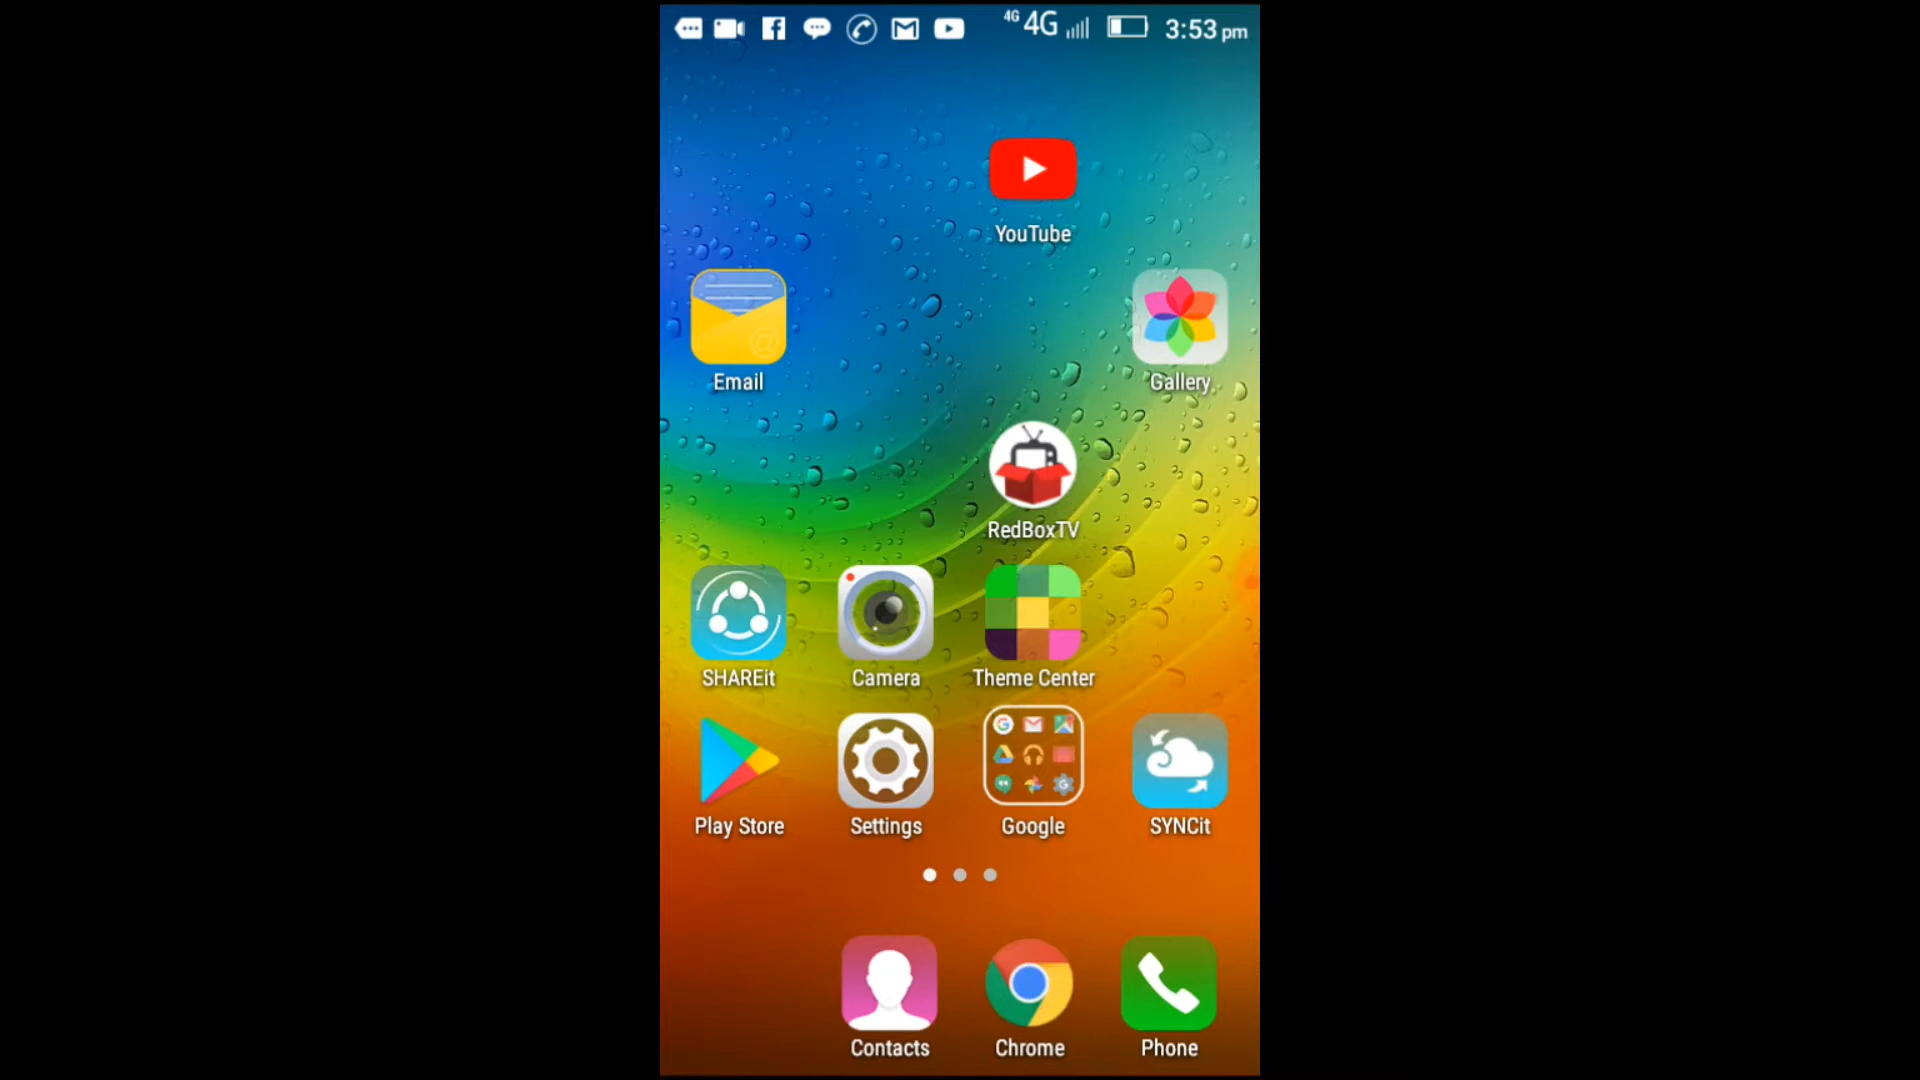 4G 4G 3:53 pm
YouTube
Email
Gallery
RedBoxTV
SHAREit
Camera
Theme Center
Play Store
Settings
Google
SYNCit
Contacts
Chrome
Phone